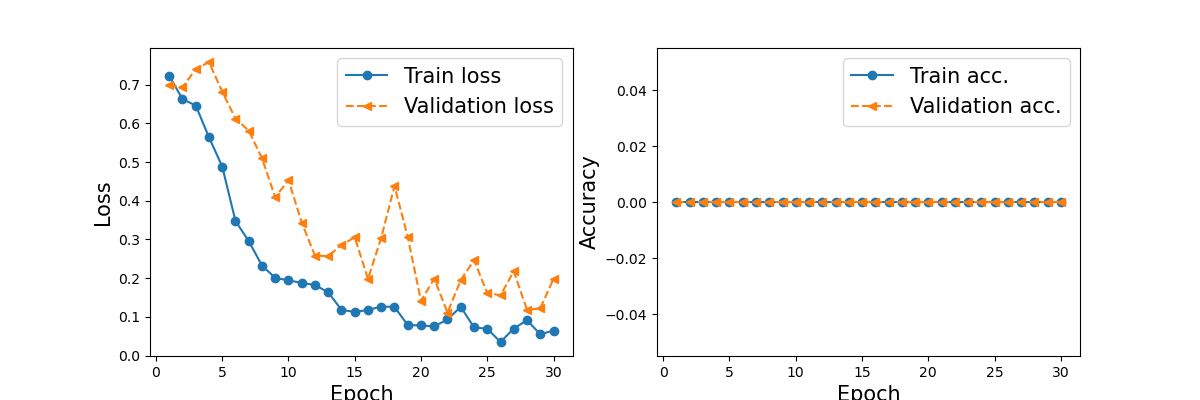 Train loss
Validation loss
0.7
0.6
0.5
0.4
0.3
0.2
0.1
0.0
Loss
0 5 10 15 20 25 30
Epoch
Train acc.
Validation acc.
0.04
0.02
0.00
−0.02
−0.04
Accuracy
0 5 10 15 20 25 30
Epoch